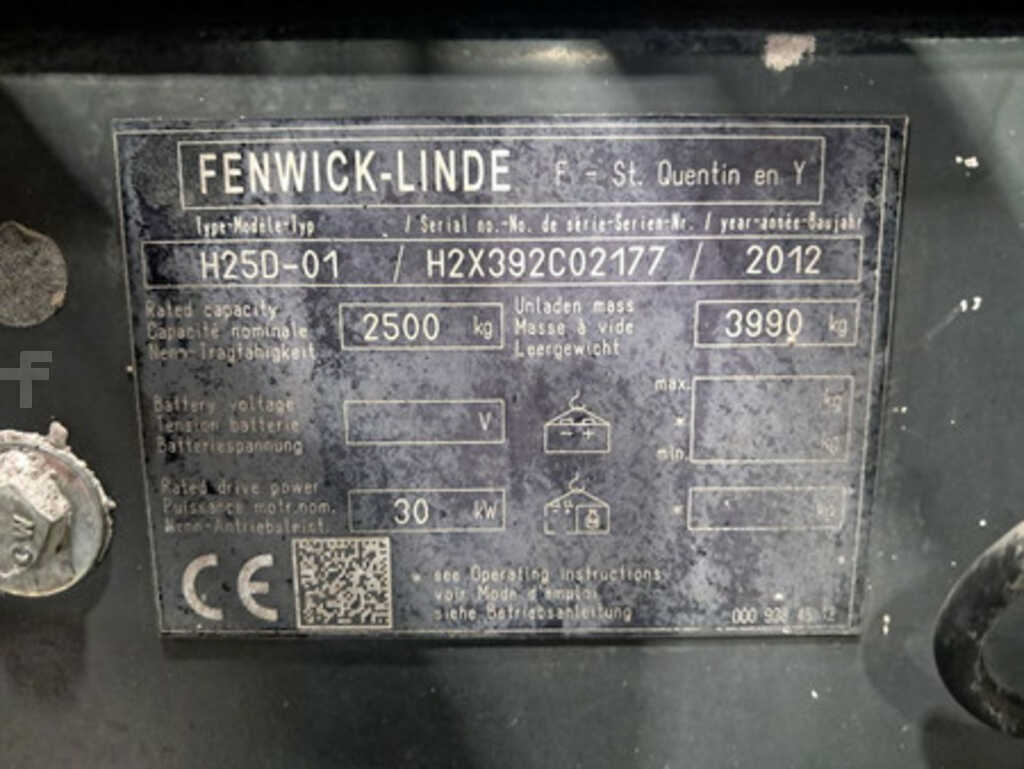 FENWICK-LINDE F - St. Quentin en Y
Type-Modèle-Typ / Serial no.-No. de série-Serien-Nr. / year-année-Baujahr
H25D-01 / H2X392C02177 / 2012
Rated capacity
Capacité nominale
Nenn-Tragfähigkeit
2500 kg
Unladen mass
Masse à vide
Leergewicht
3990 kg
Battery voltage
Tension batterie
Batteriespannung
V
- +
max.
*
min.
kg
kg
Rated drive power
Puissance motr.nom.
Nenn-Antriebsleist.
30 kW
*
kg
CE
* see Operating instructions
voir Mode d'emploi
siehe Betriebsanleitung
000 938
f